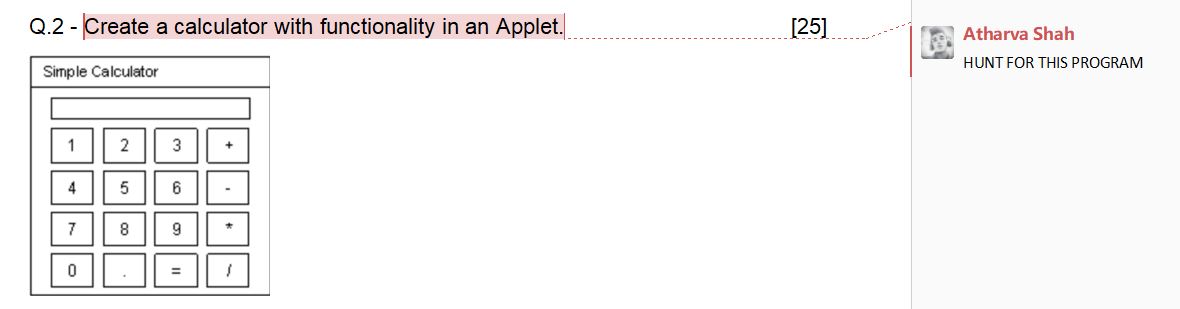 Q.2 - Create a calculator with functionality in an Applet. [25]
Atharva Shah
HUNT FOR THIS PROGRAM
Simple Calculator
1 2 3 +
4 5 6 -
7 8 9 *
0 . = /